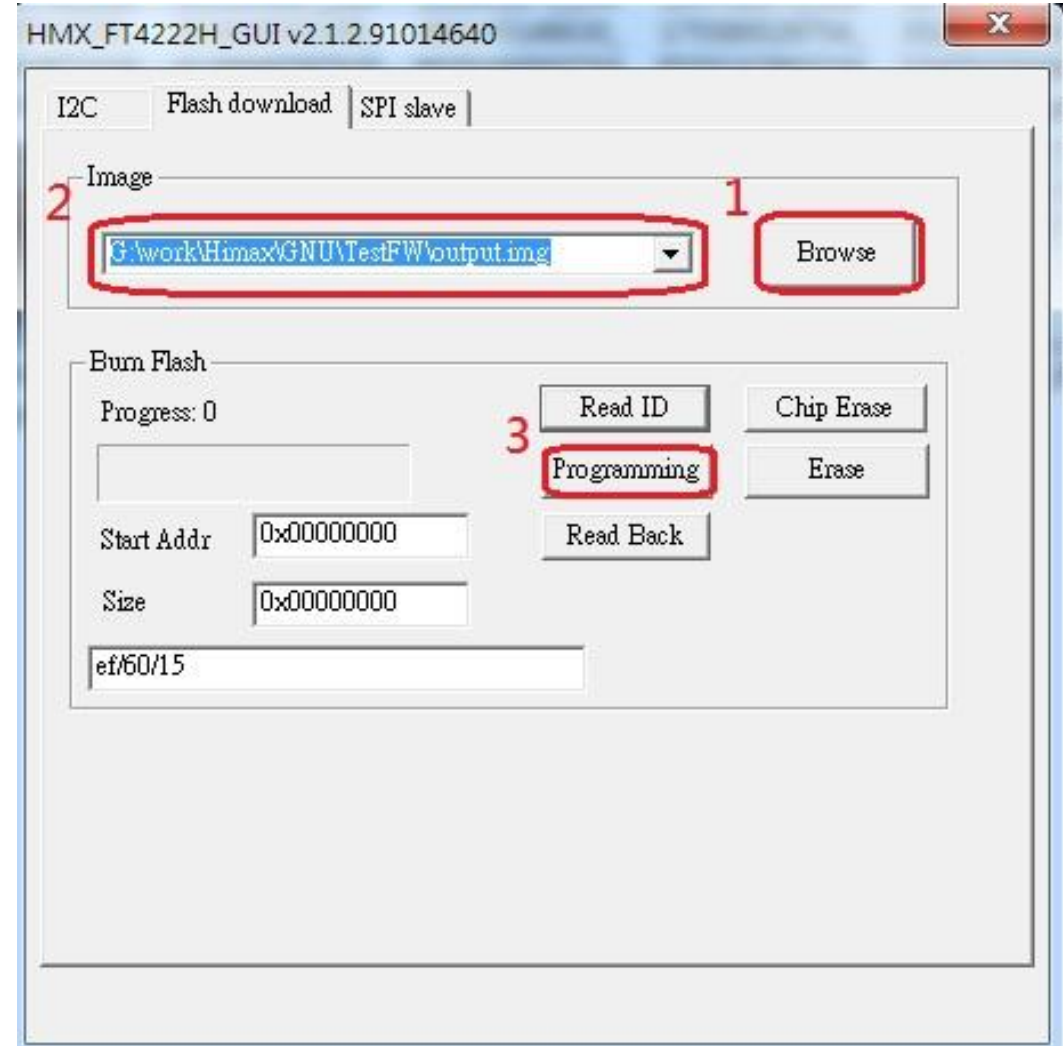 HMX_FT4222H_GUI v2.1.2.91014640
I2C Flash download SPI slave
Image
2 1
G:\work\Himax\GNU\TestFW\output.img Browse
Burn Flash
Progress: 0 Read ID Chip Erase
3 Programming Erase
Start Addr 0x00000000 Read Back
Size 0x00000000
ef/60/15